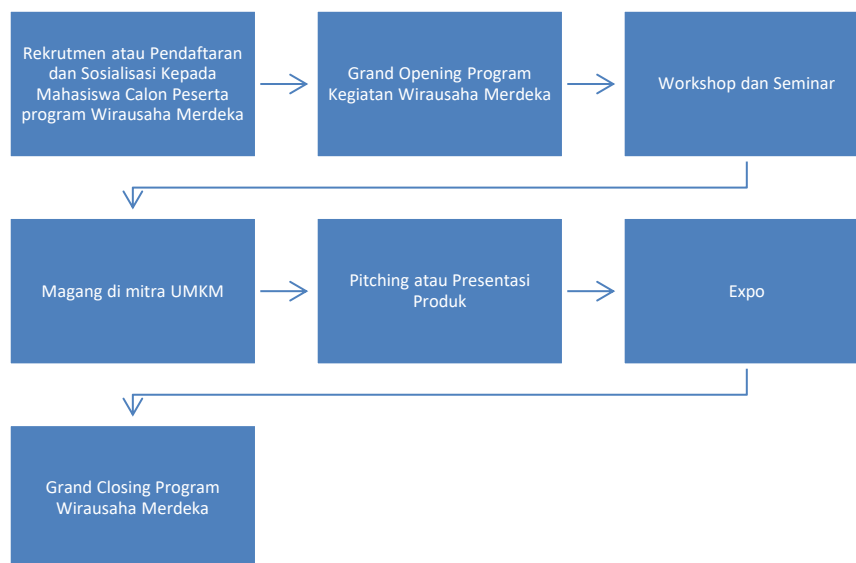 Rekrutmen atau Pendaftaran
dan Sosialisasi Kepada
Mahasiswa Calon Peserta
program Wirausaha Merdeka
Grand Opening Program
Kegiatan Wirausaha Merdeka
Workshop dan Seminar
Magang di mitra UMKM
Pitching atau Presentasi
Produk
Expo
Grand Closing Program
Wirausaha Merdeka